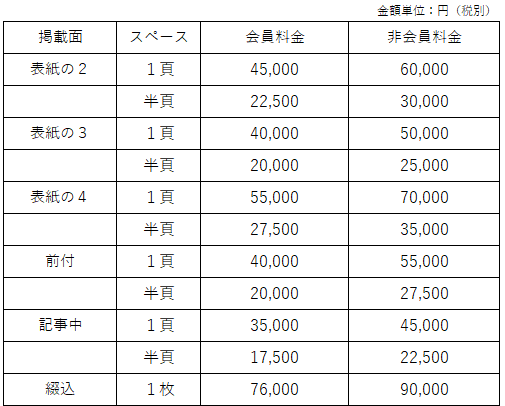 金額単位：円（税別）
掲載面 スペース 会員料金 非会員料金
表紙の２ １頁 45,000 60,000
半頁 22,500 30,000
表紙の３ １頁 40,000 50,000
半頁 20,000 25,000
表紙の４ １頁 55,000 70,000
半頁 27,500 35,000
前付 １頁 40,000 55,000
半頁 20,000 27,500
記事中 １頁 35,000 45,000
半頁 17,500 22,500
綴込 １枚 76,000 90,000